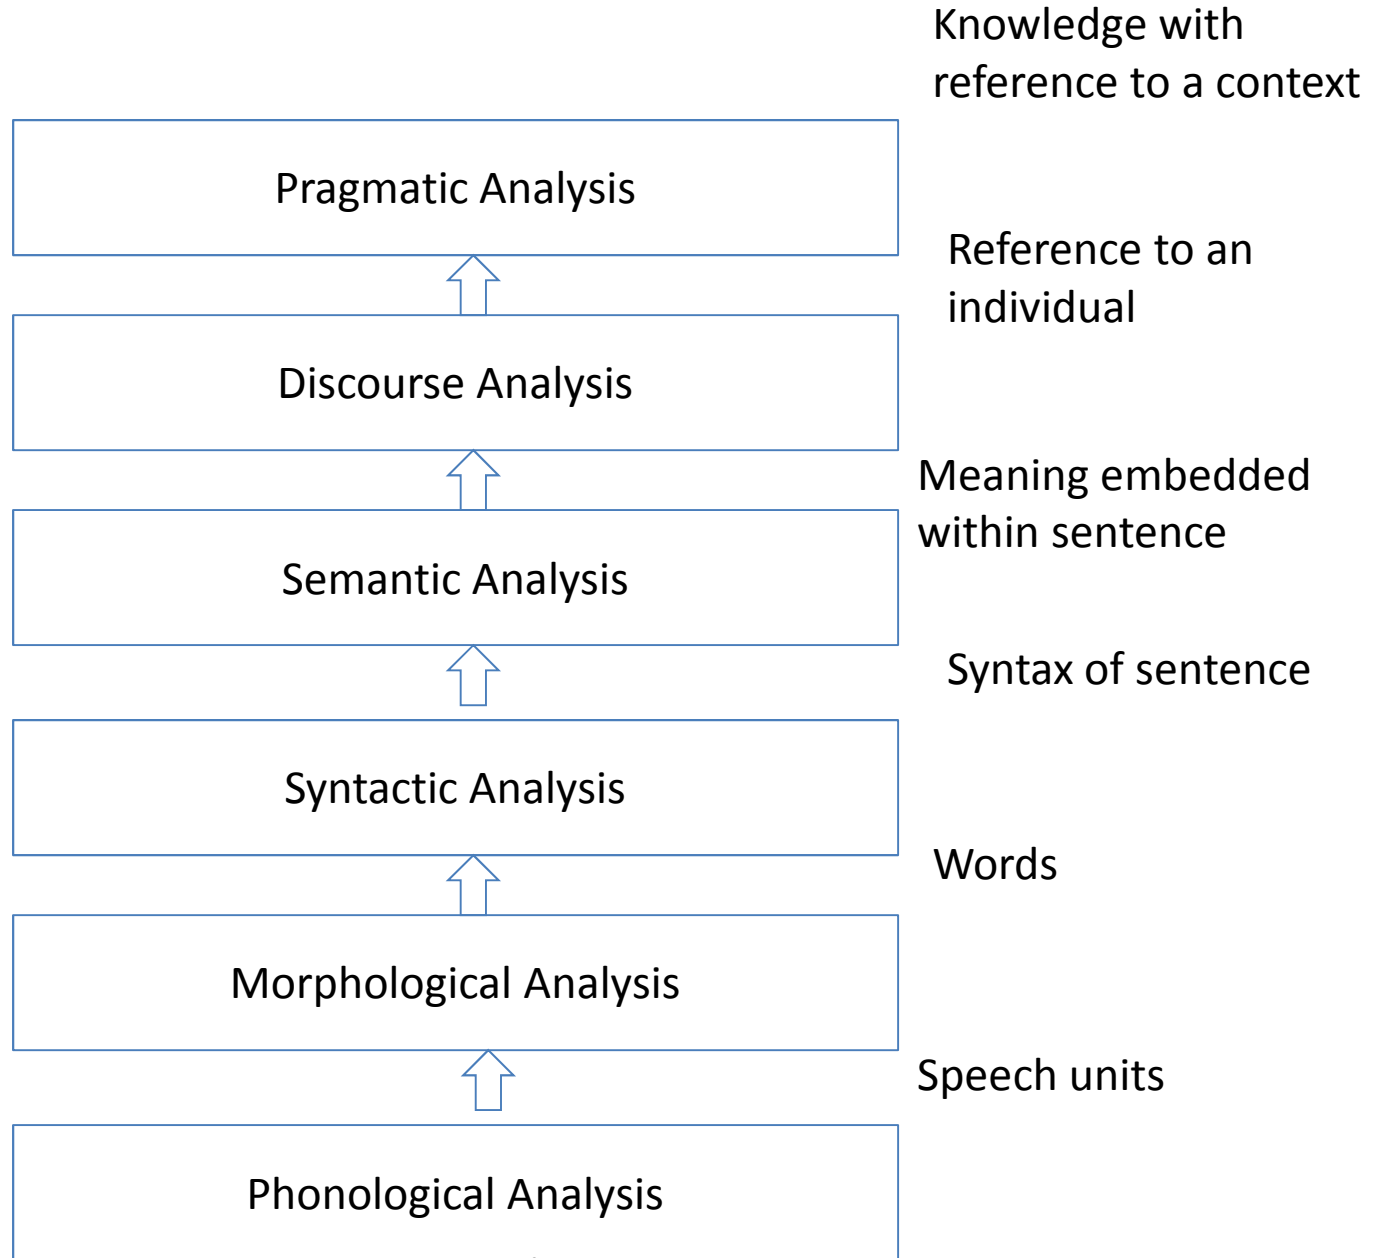 Knowledge with
reference to a context
Pragmatic Analysis
Reference to an
individual
Discourse Analysis
Meaning embedded
within sentence
Semantic Analysis
Syntax of sentence
Syntactic Analysis
Words
Morphological Analysis
Speech units
Phonological Analysis